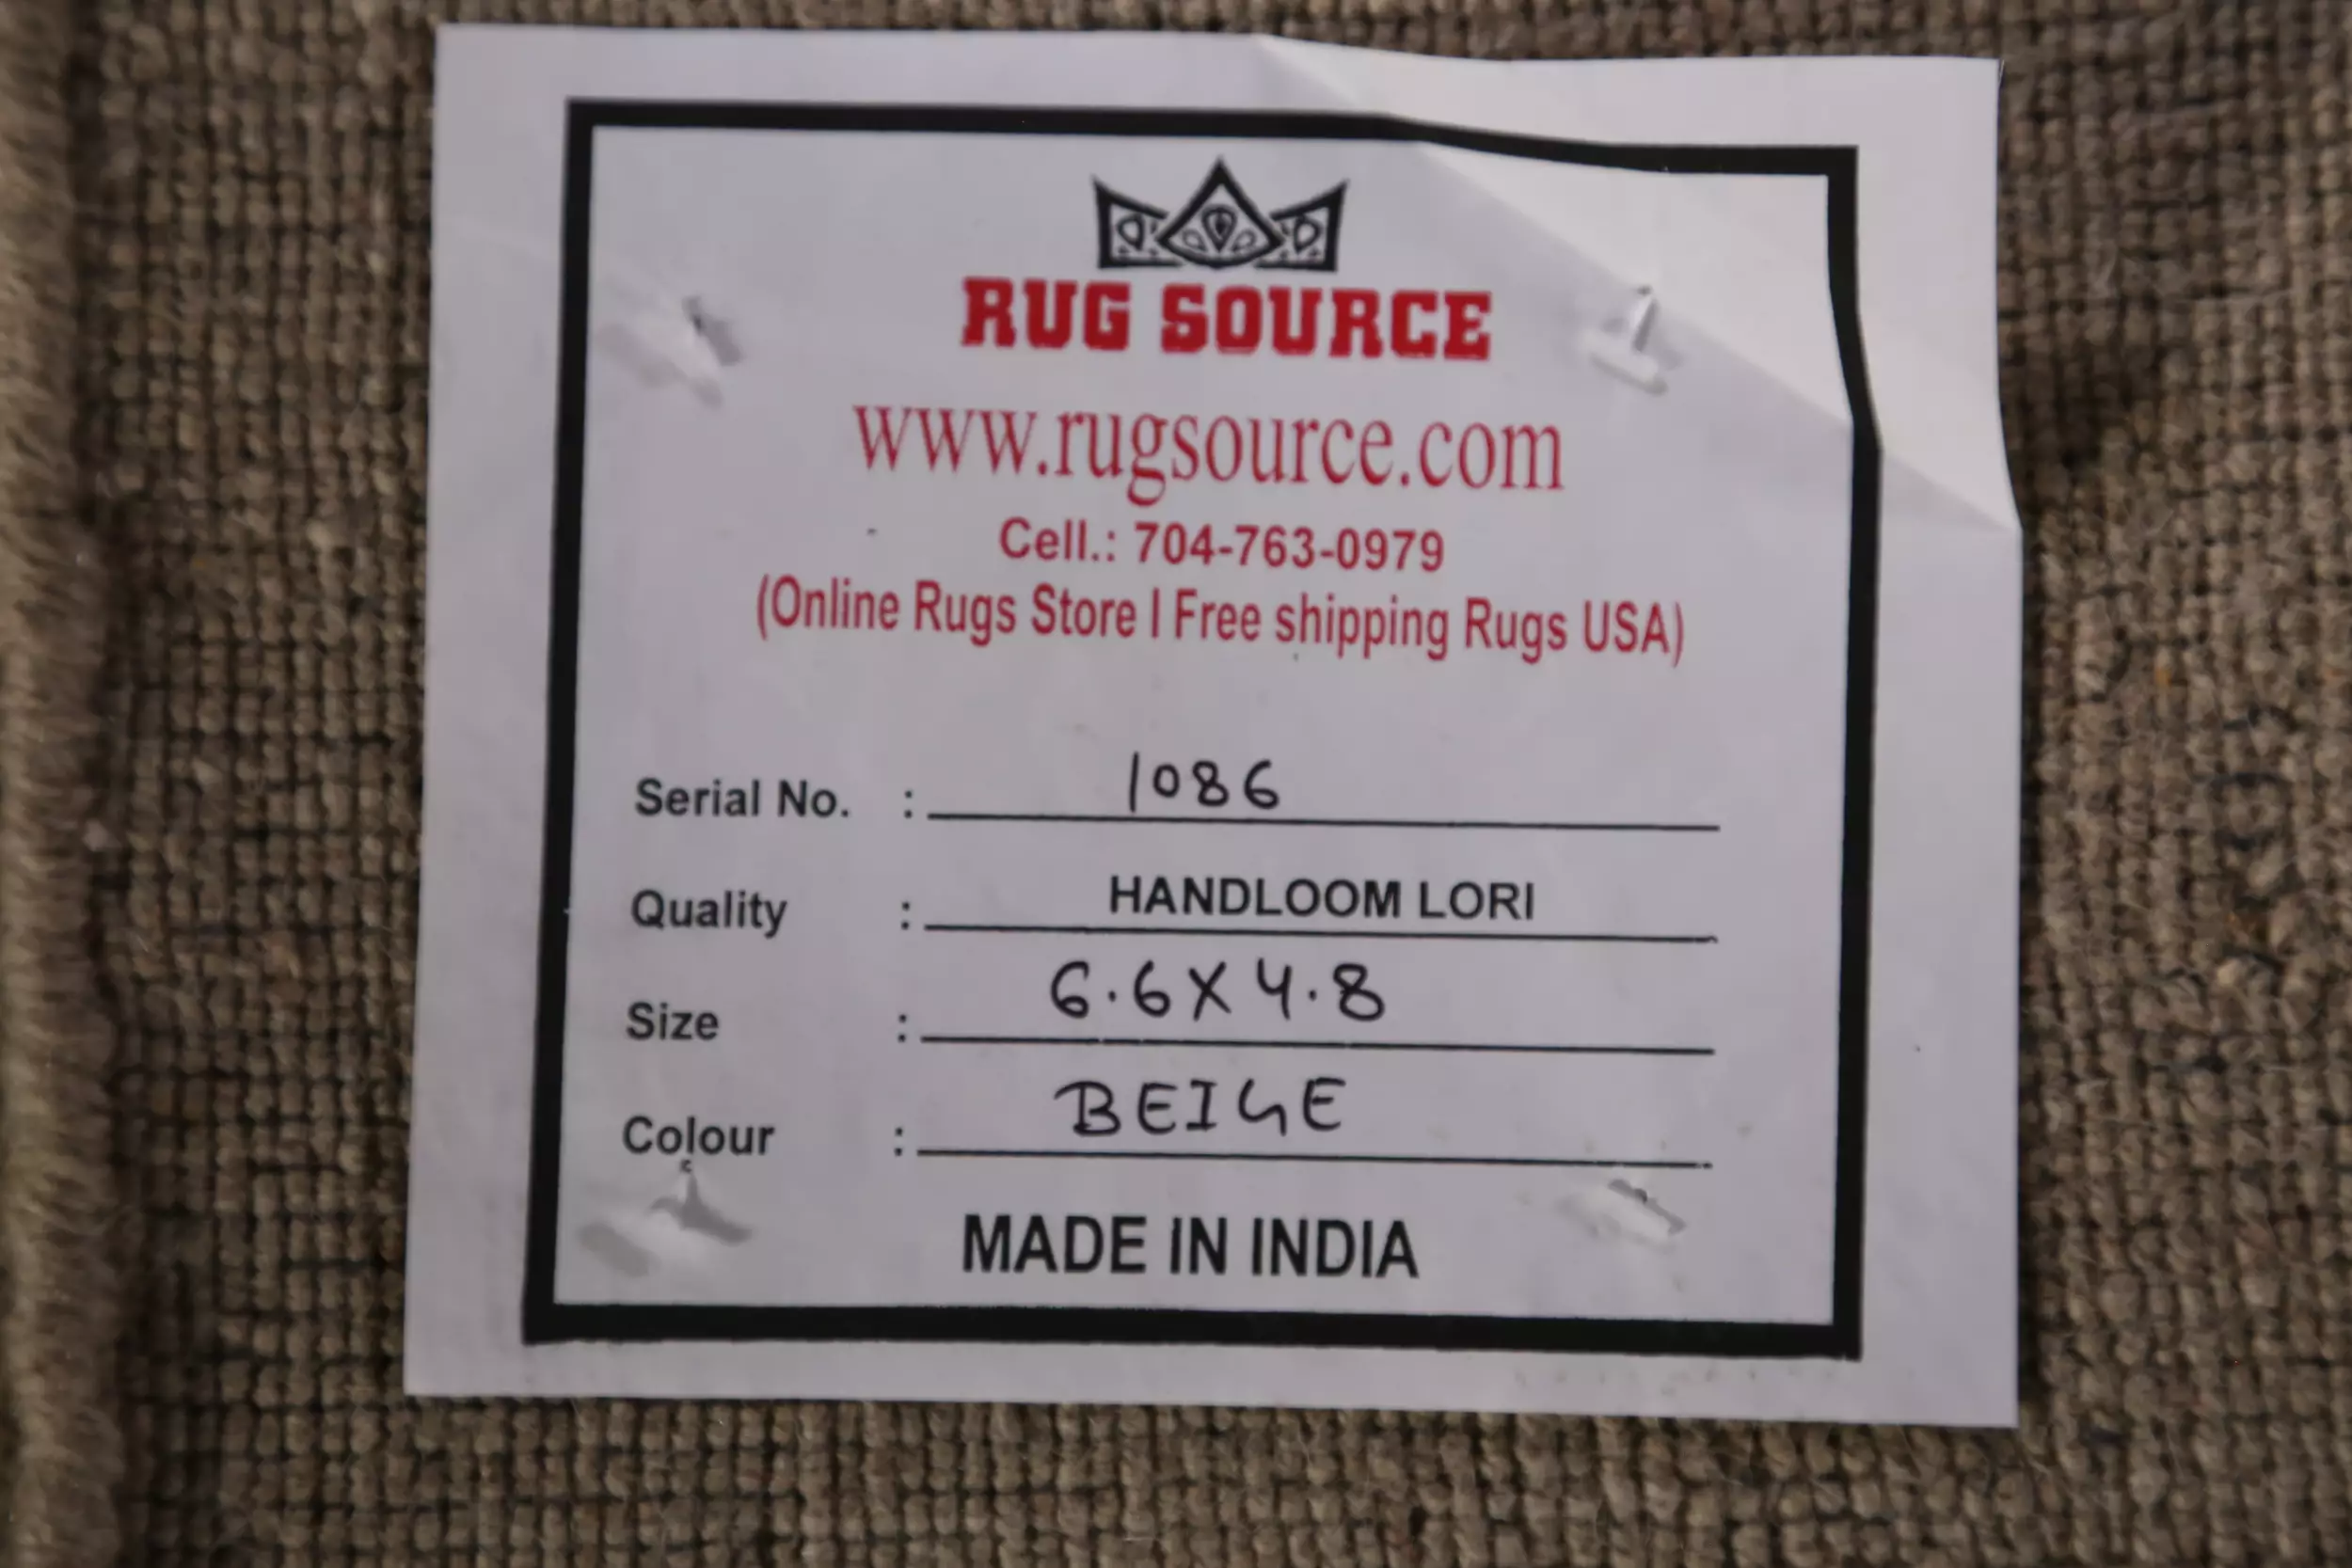 RUG SOURCE
www.rugsource.com
Cell.: 704-763-0979
(Online Rugs Store I Free shipping Rugs USA)
Serial No. : 1086
Quality : HANDLOOM LORI
Size : 6.6X4.8
Colour : BEIGE
MADE IN INDIA